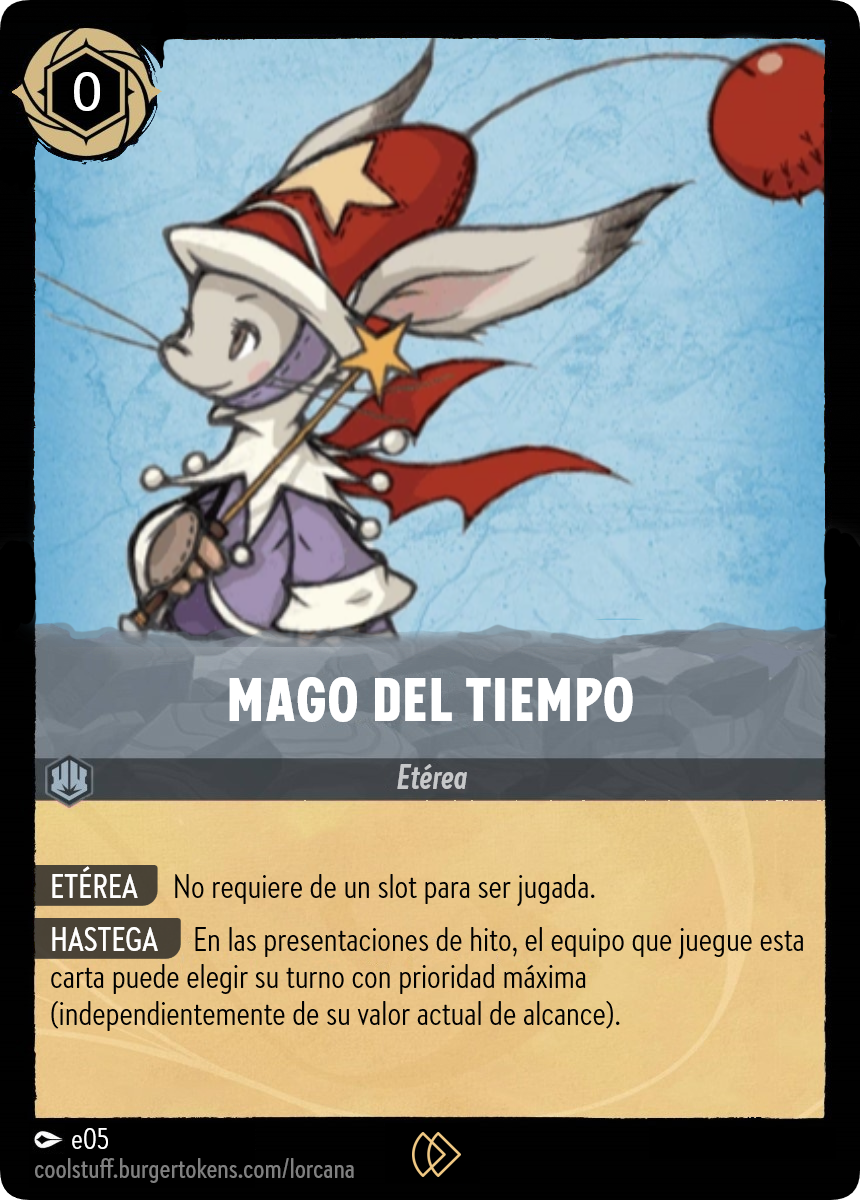 0
MAGO DEL TIEMPO
Etérea
ETÉREA No requiere de un slot para ser jugada.
HASTEGA En las presentaciones de hito, el equipo que juegue esta
carta puede elegir su turno con prioridad máxima
(independientemente de su valor actual de alcance).
e05
coolstuff.burgertokens.com/lorcana